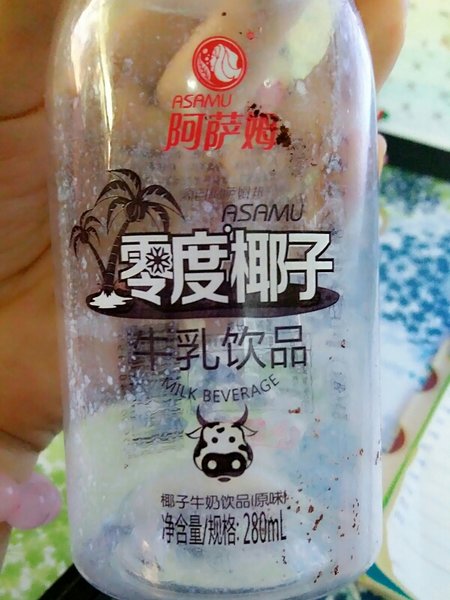 ASAMU
阿萨姆
ASAMU
零度椰子
牛乳饮品
MILK BEVERAGE
椰子牛奶饮品(原味)
净含量/规格: 280mL